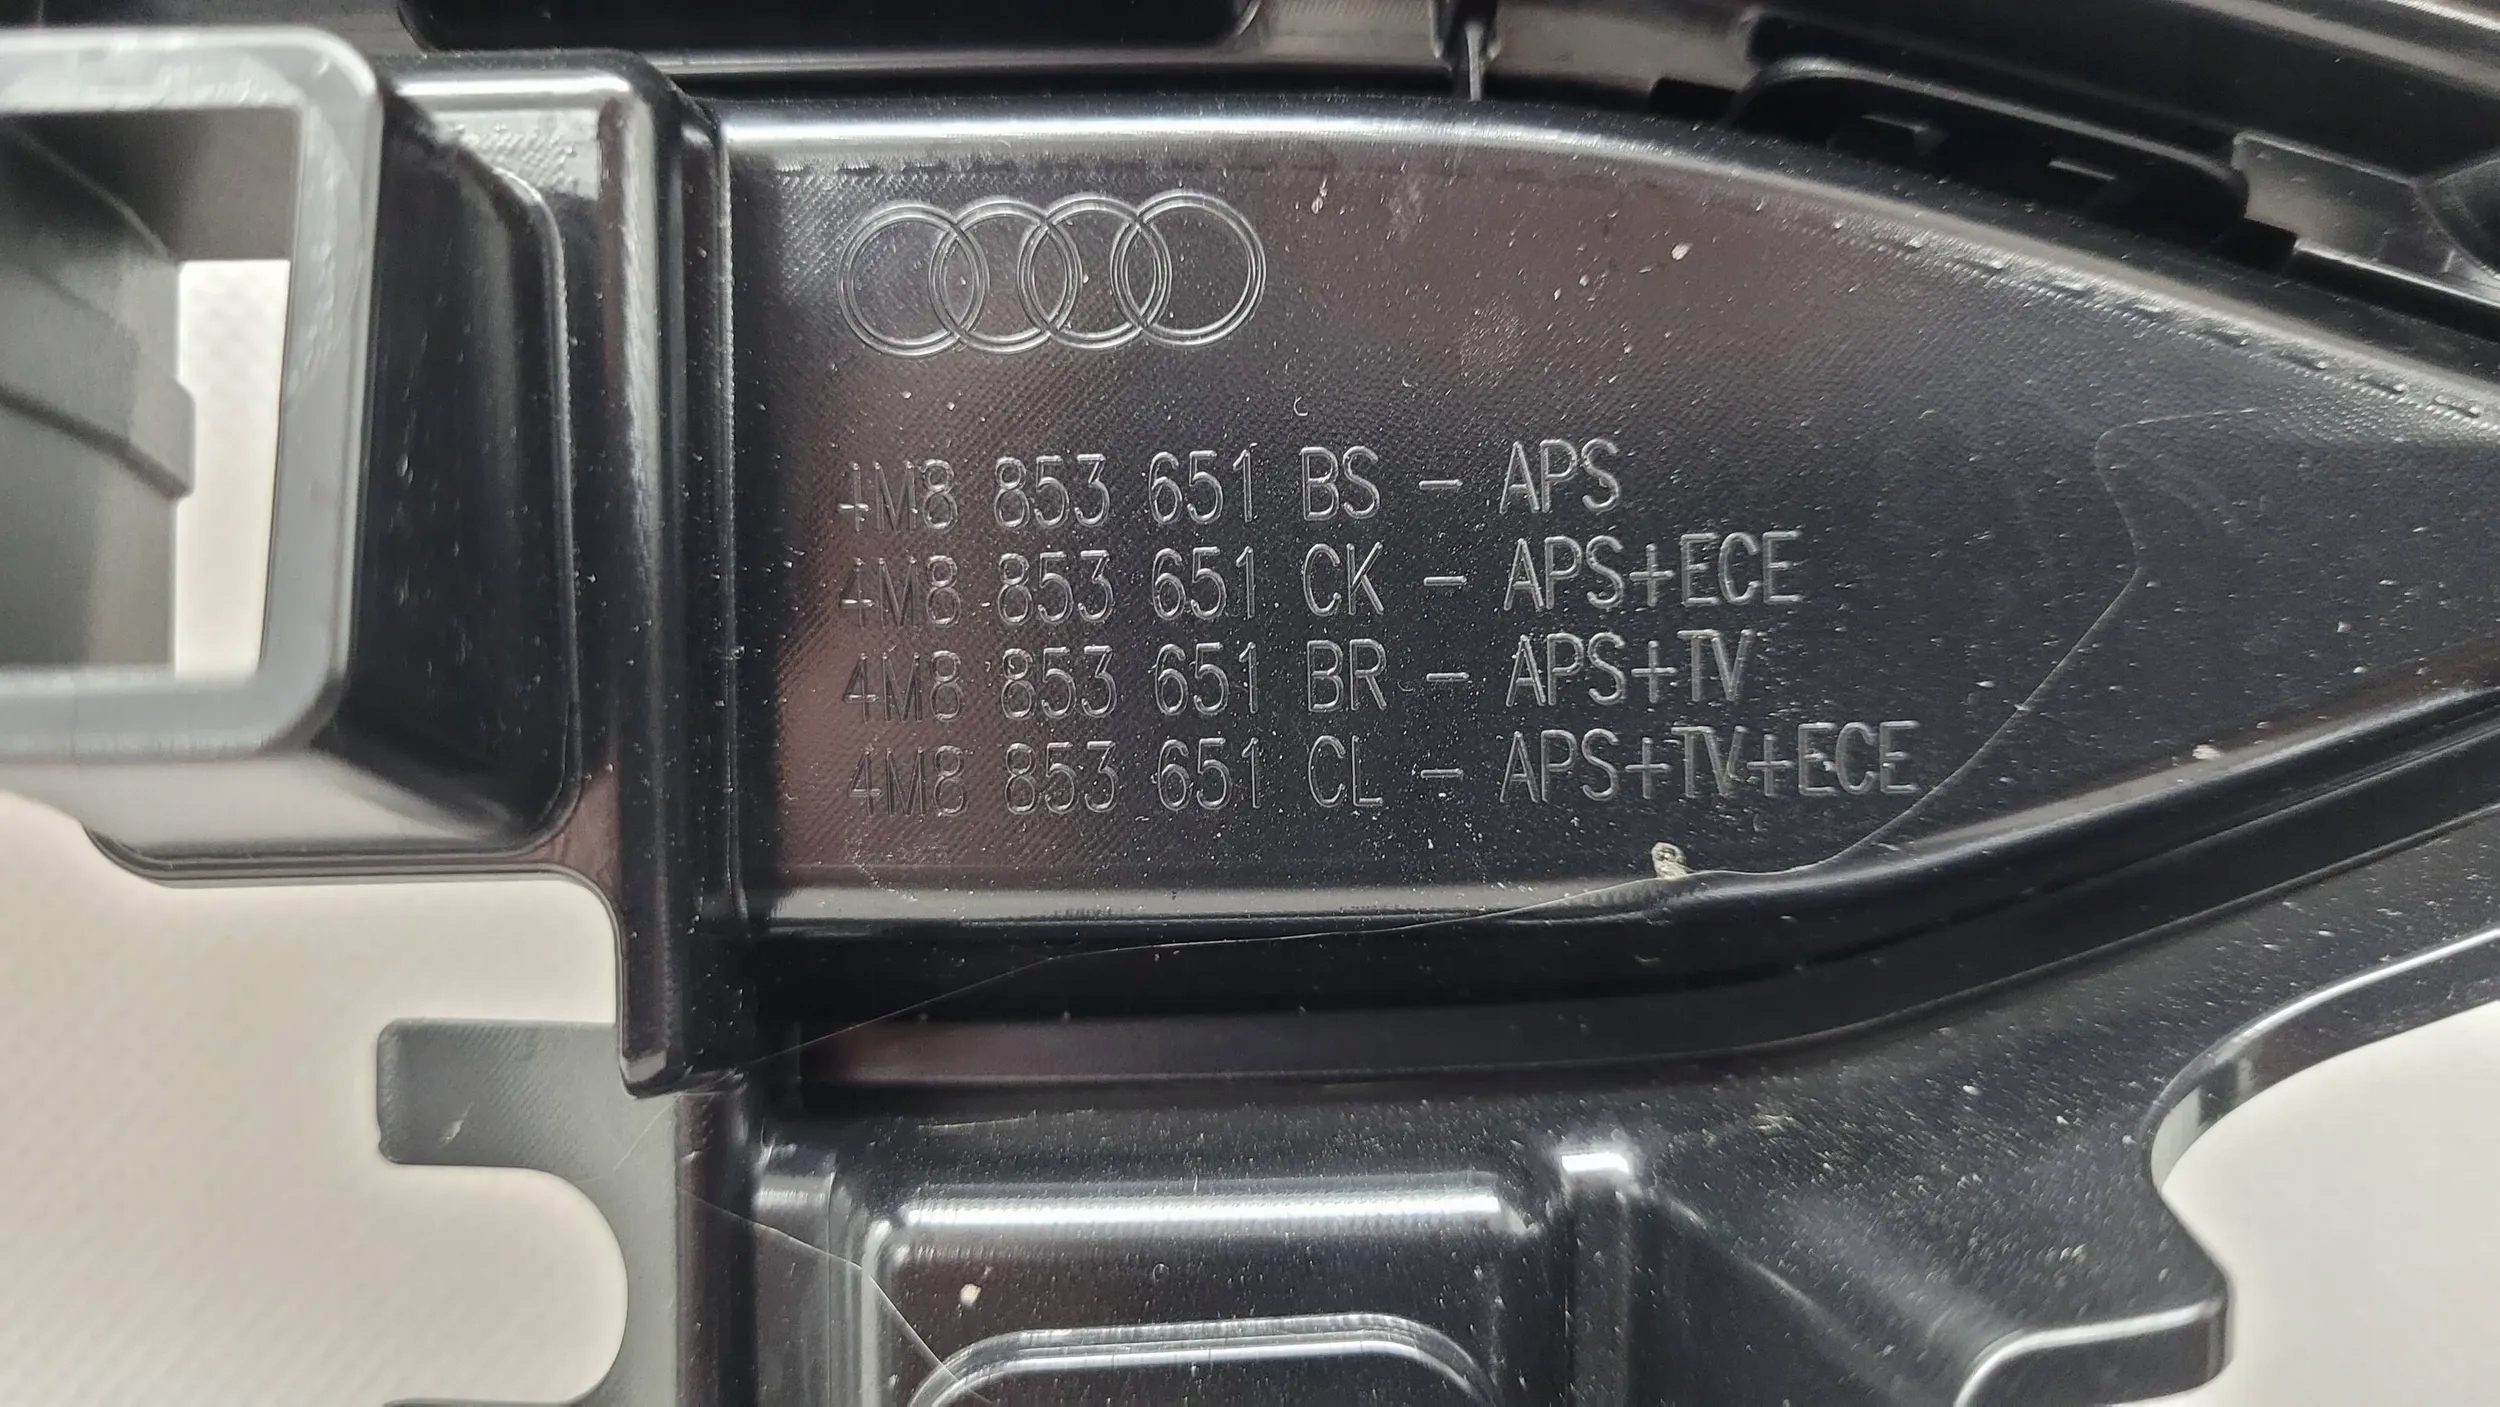 4M8 853 651 BS - APS
4M8 853 651 CK - APS+ECE
4M8 853 651 BR - APS+TV
4M8 853 651 CL - APS+TV+ECE